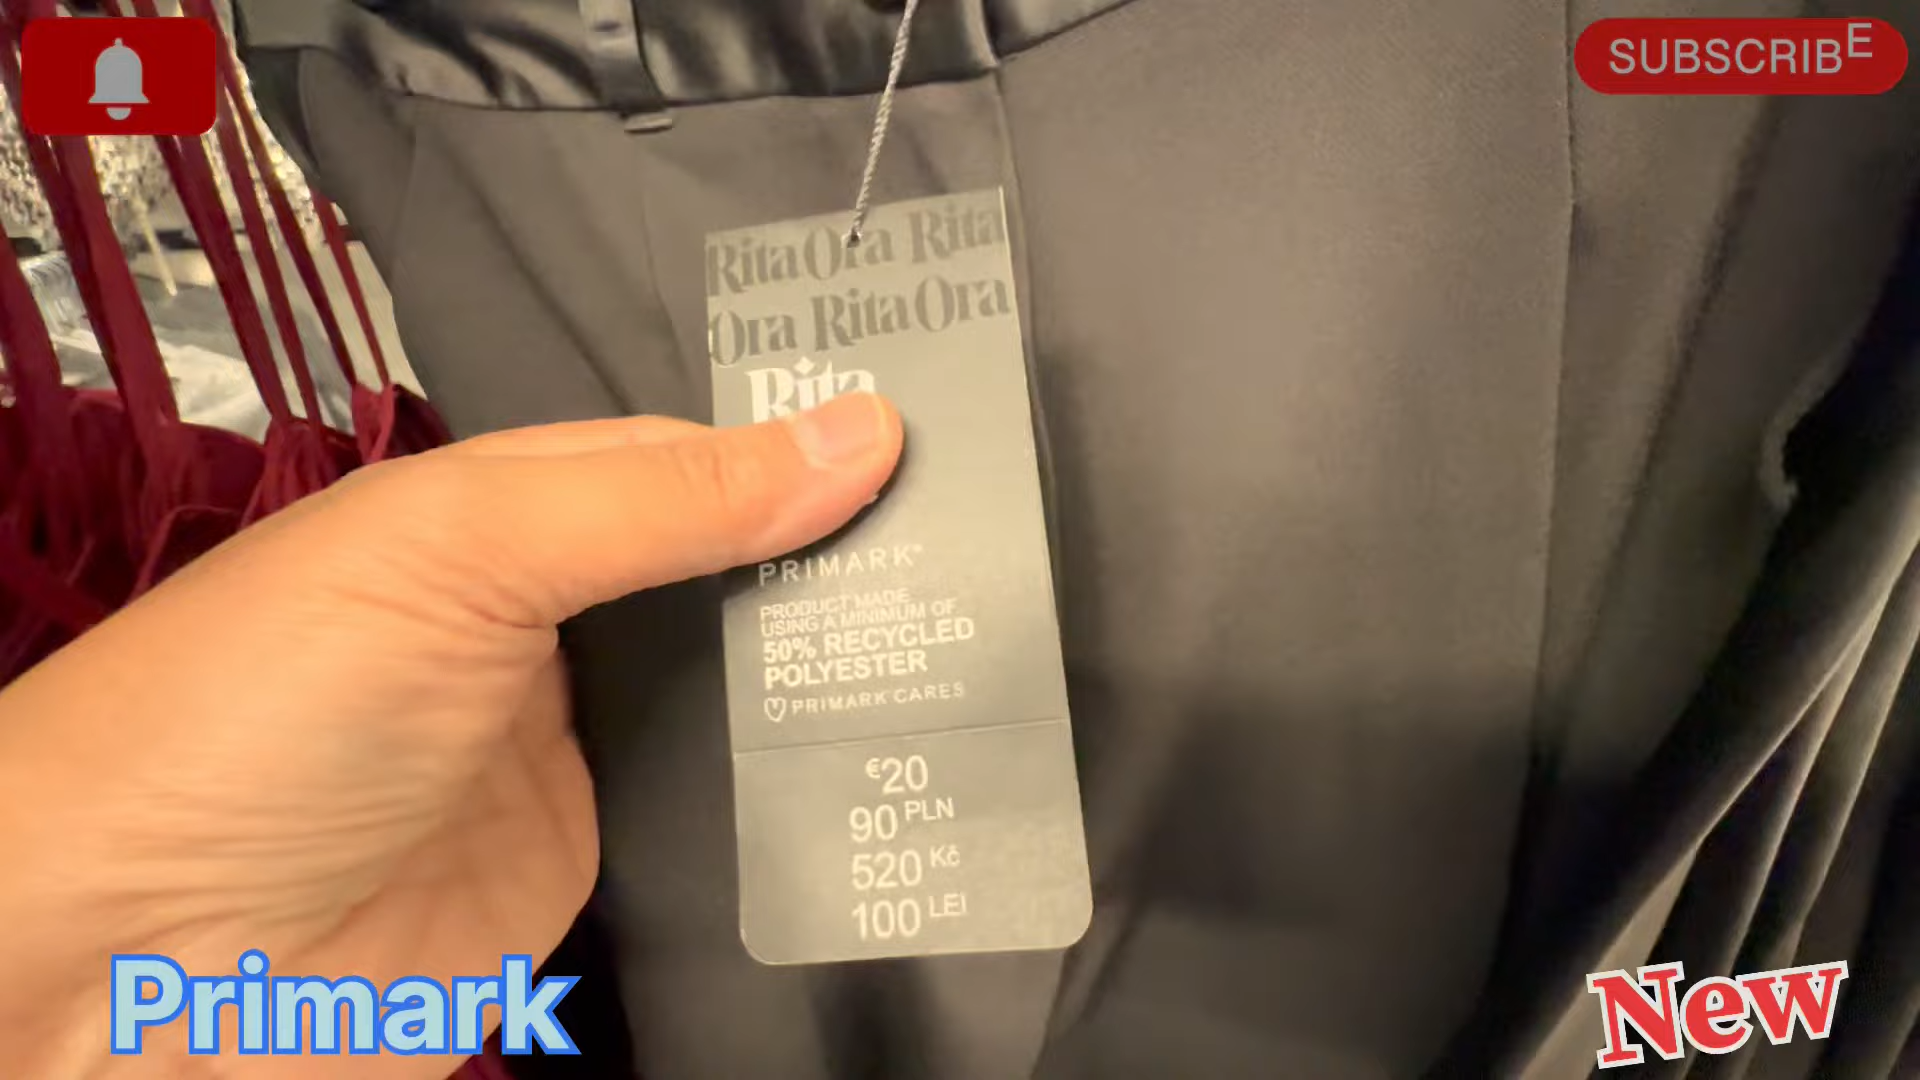 SUBSCRIBE
Rita Ora Rita
Ora Rita Ora
Rita
PRIMARK®
PRODUCT MADE
USING A MINIMUM OF
50% RECYCLED
POLYESTER
PRIMARK CARES
€20
90 PLN
520 Kč
100 LEI
Primark
New